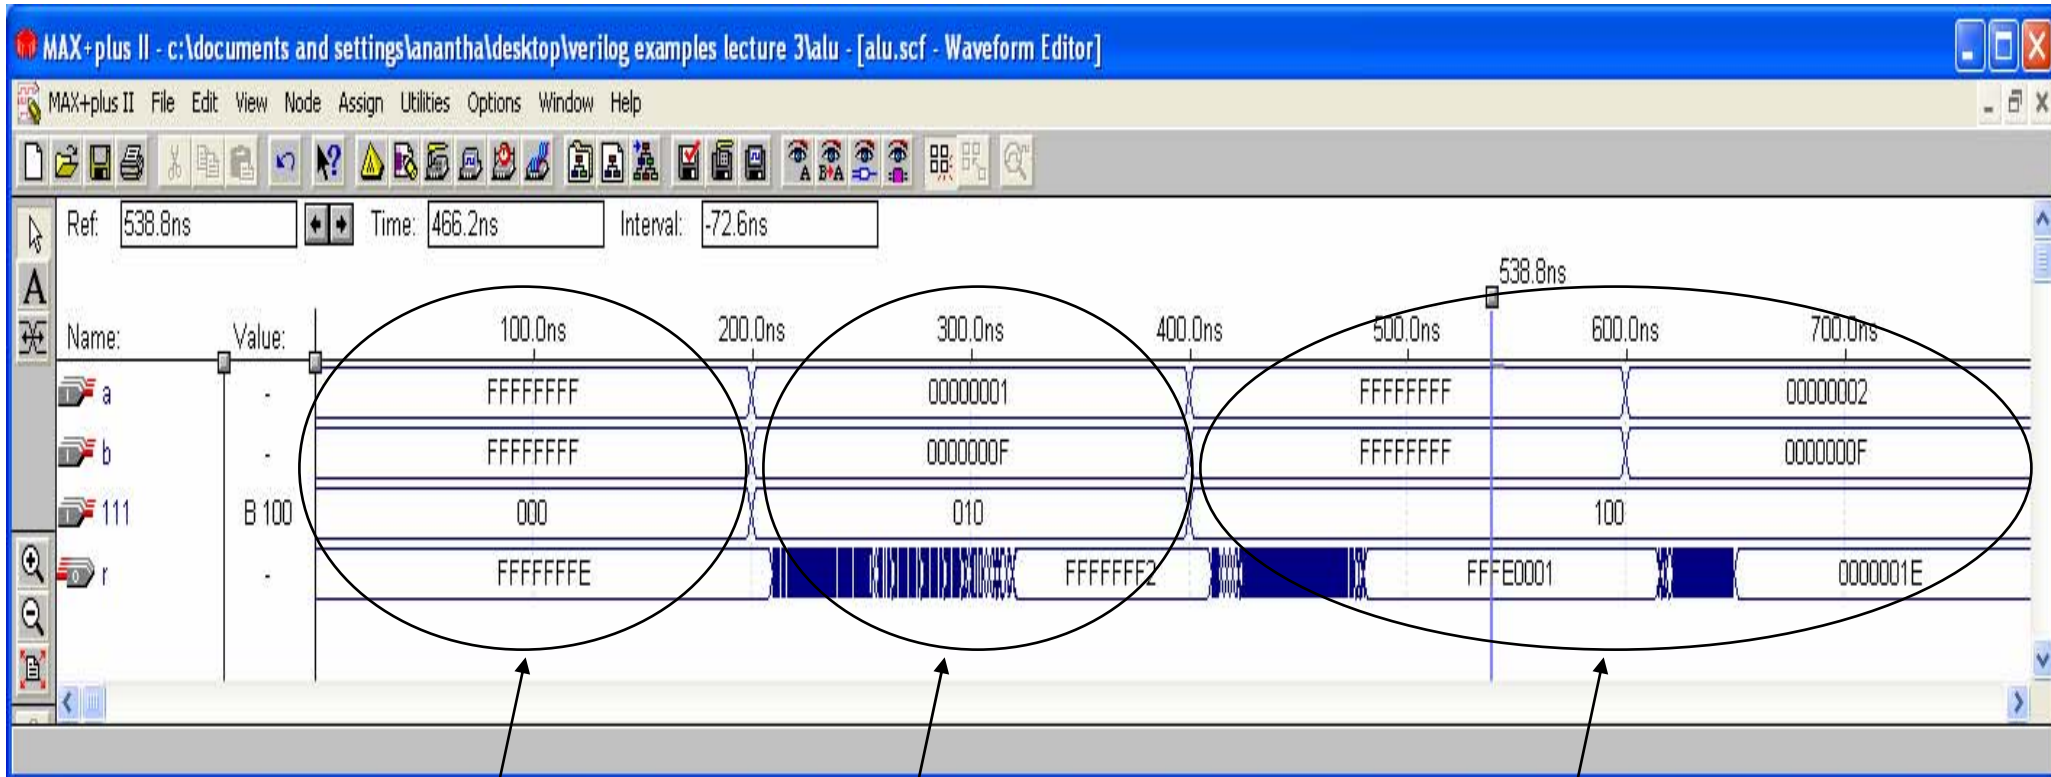 MAX+plus II - c:\documents and settings\anantha\desktop\verilog examples lecture 3\alu - [alu.scf - Waveform Editor]
MAX+plus II File Edit View Node Assign Utilities Options Window Help
Ref: 538.8ns Time: 466.2ns Interval: -72.6ns
538.8ns
Name: Value: 100.0ns 200.0ns 300.0ns 400.0ns 500.0ns 600.0ns 700.0ns
a - FFFFFFFF 00000001 FFFFFFFF 00000002
b - FFFFFFFF 0000000F FFFFFFFF 0000000F
111 B 100 000 010 100
r - FFFFFFFE FFFFFFF2 FFFE0001 0000001E